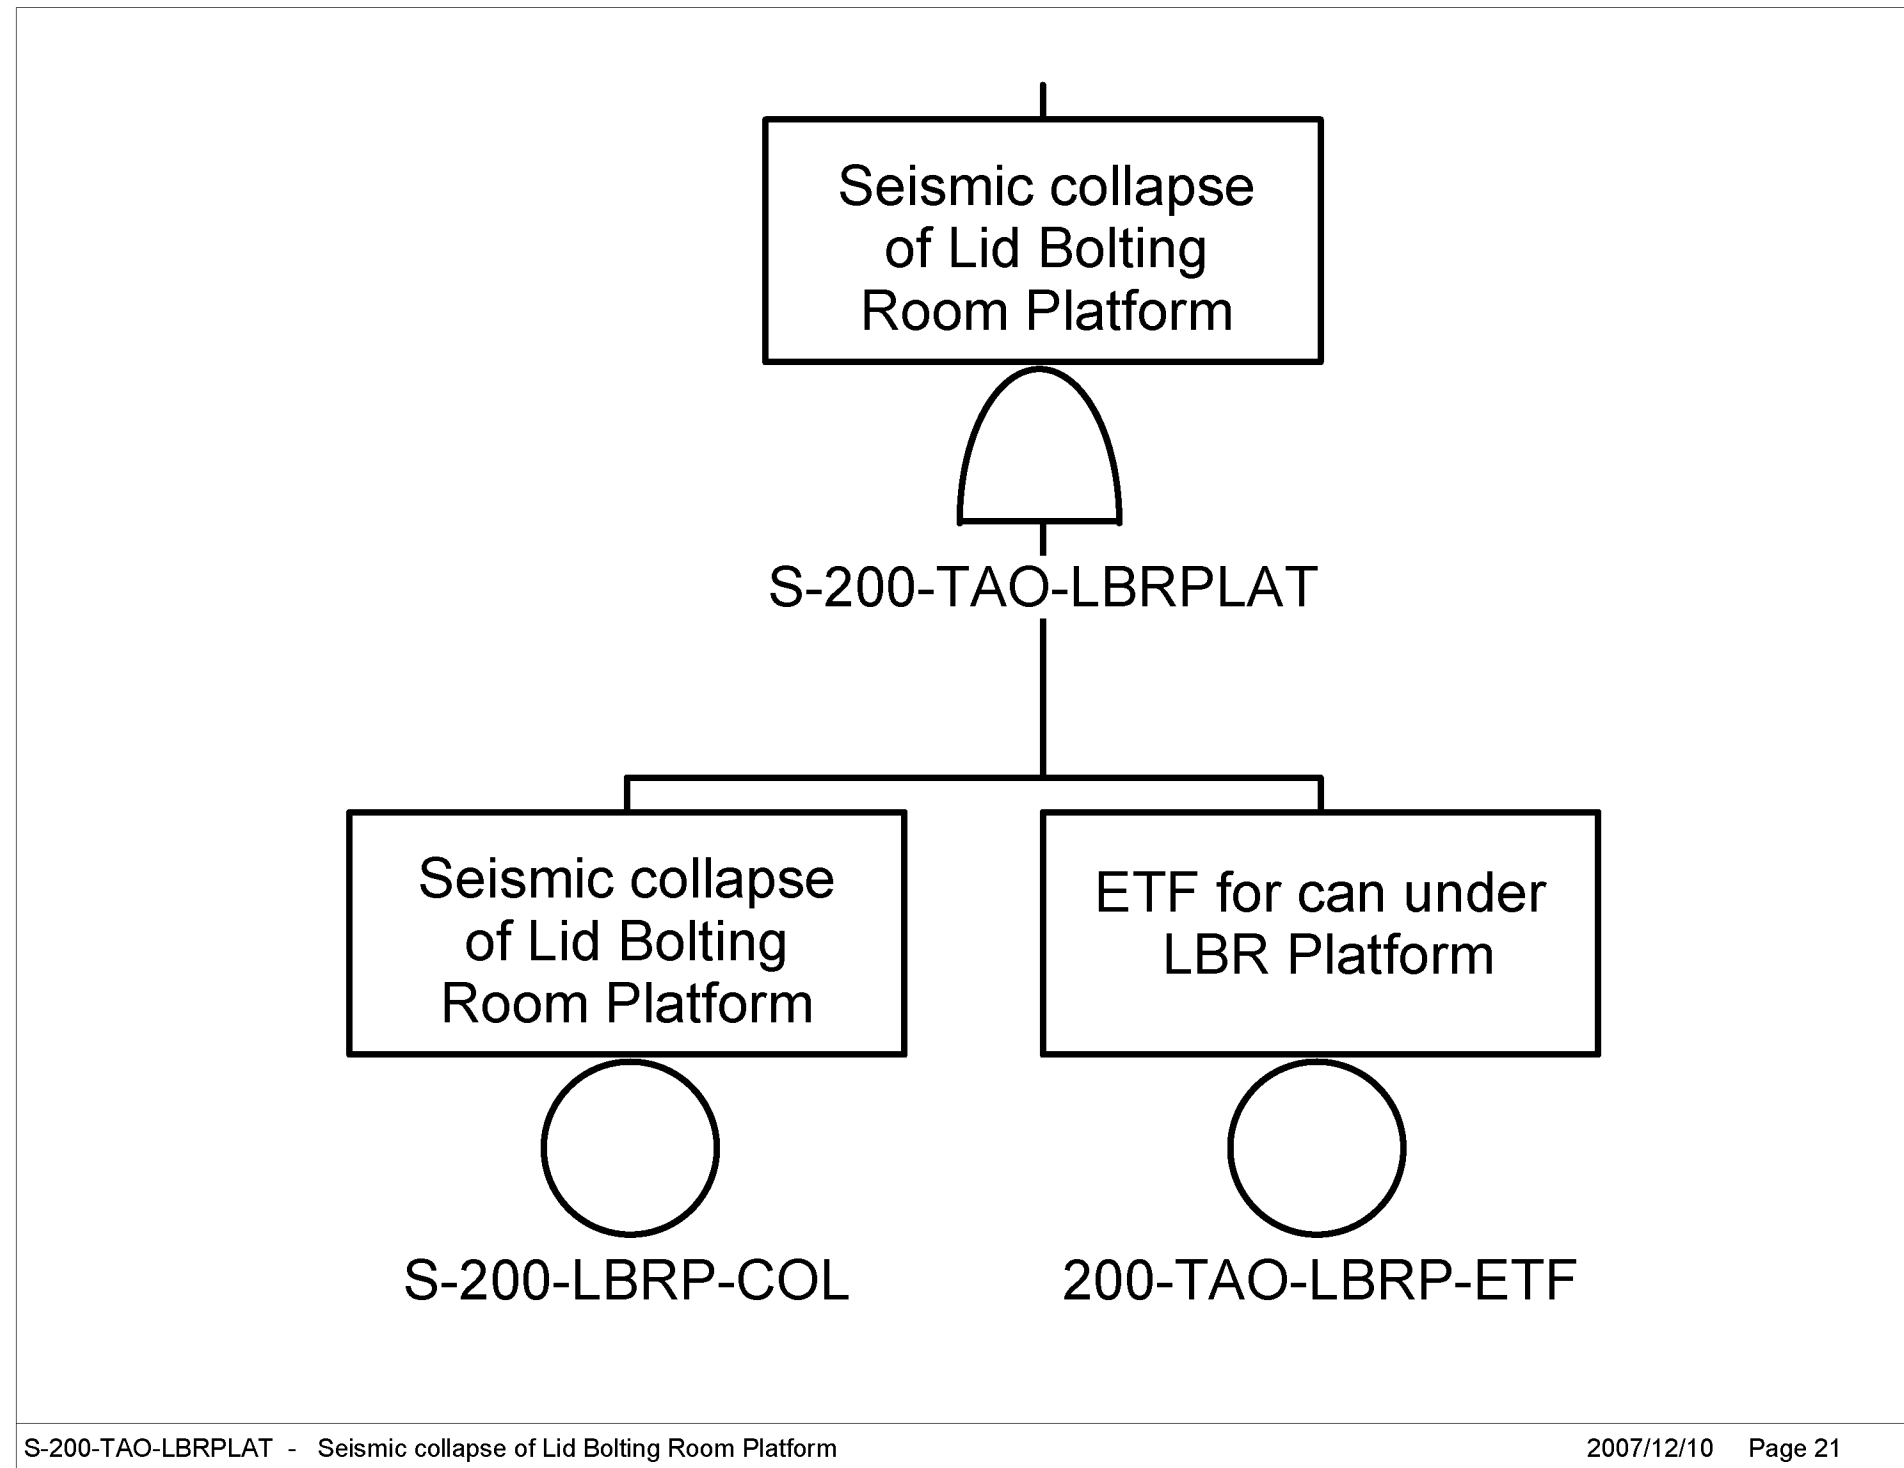 Seismic collapse
of Lid Bolting
Room Platform
S-200-TAO-LBRPLAT
Seismic collapse
of Lid Bolting
Room Platform
ETF for can under
LBR Platform
S-200-LBRP-COL
200-TAO-LBRP-ETF
S-200-TAO-LBRPLAT - Seismic collapse of Lid Bolting Room Platform
2007/12/10 Page 21